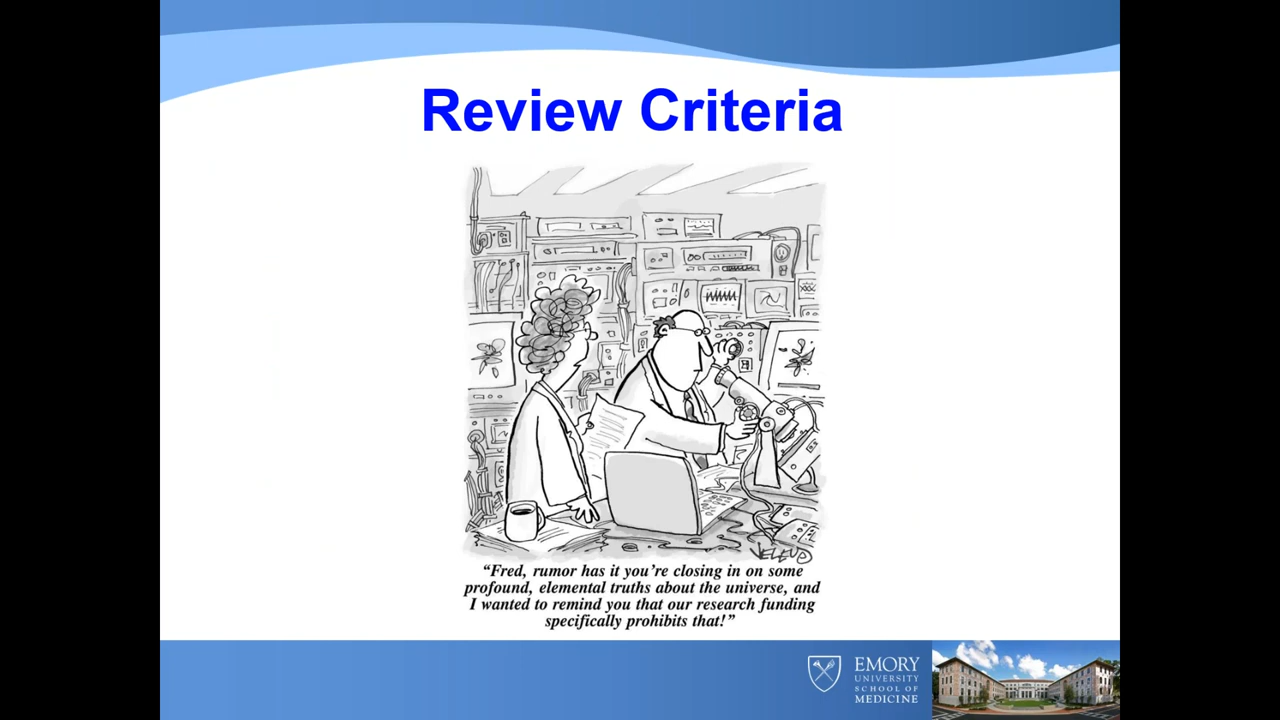 Review Criteria
“Fred, rumor has it you’re closing in on some
profound, elemental truths about the universe, and
I wanted to remind you that our research funding
specifically prohibits that!”
EMORY
UNIVERSITY
SCHOOL OF
MEDICINE